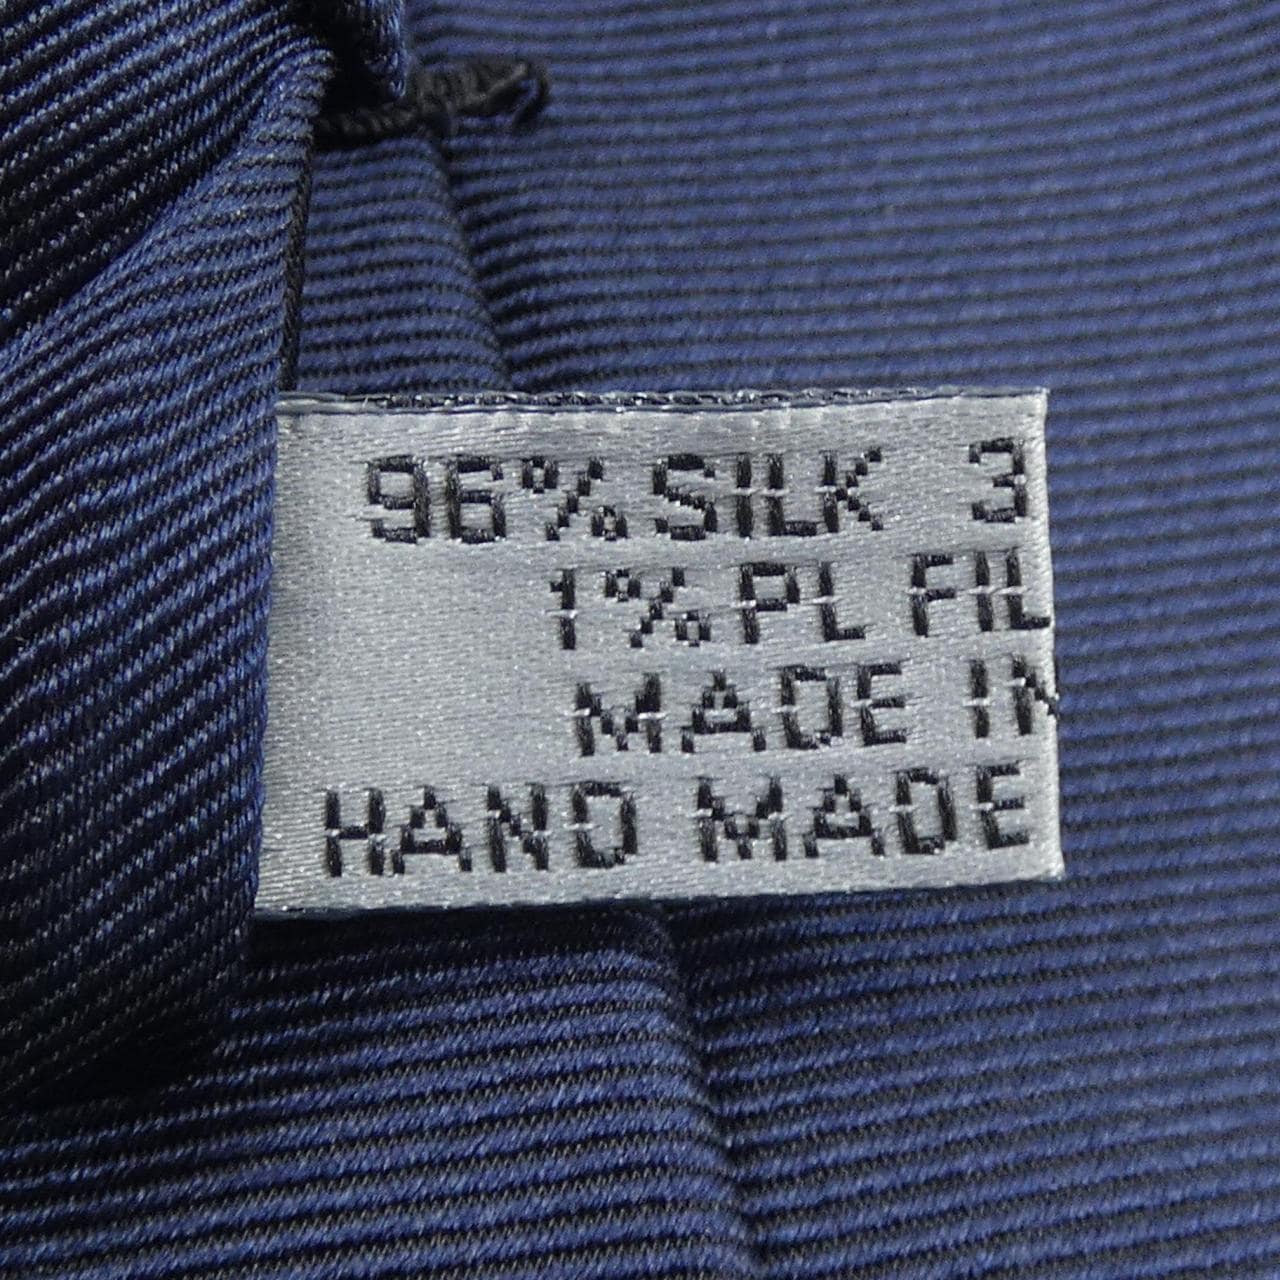 96% SILK 3
1% PL FIL
MADE IN
HAND MADE